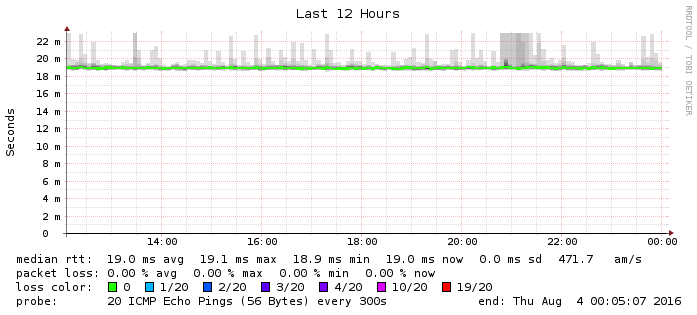 Last 12 Hours
RRDTOOL / TOBI OETIKER
Seconds
22 m
20 m
18 m
16 m
14 m
12 m
10 m
8 m
6 m
4 m
2 m
0
14:00 16:00 18:00 20:00 22:00 00:00
median rtt: 19.0 ms avg 19.1 ms max 18.9 ms min 19.0 ms now 0.0 ms sd 471.7 am/s
packet loss: 0.00 % avg 0.00 % max 0.00 % min 0.00 % now
loss color: 0 1/20 2/20 3/20 4/20 10/20 19/20
probe: 20 ICMP Echo Pings (56 Bytes) every 300s end: Thu Aug 4 00:05:07 2016